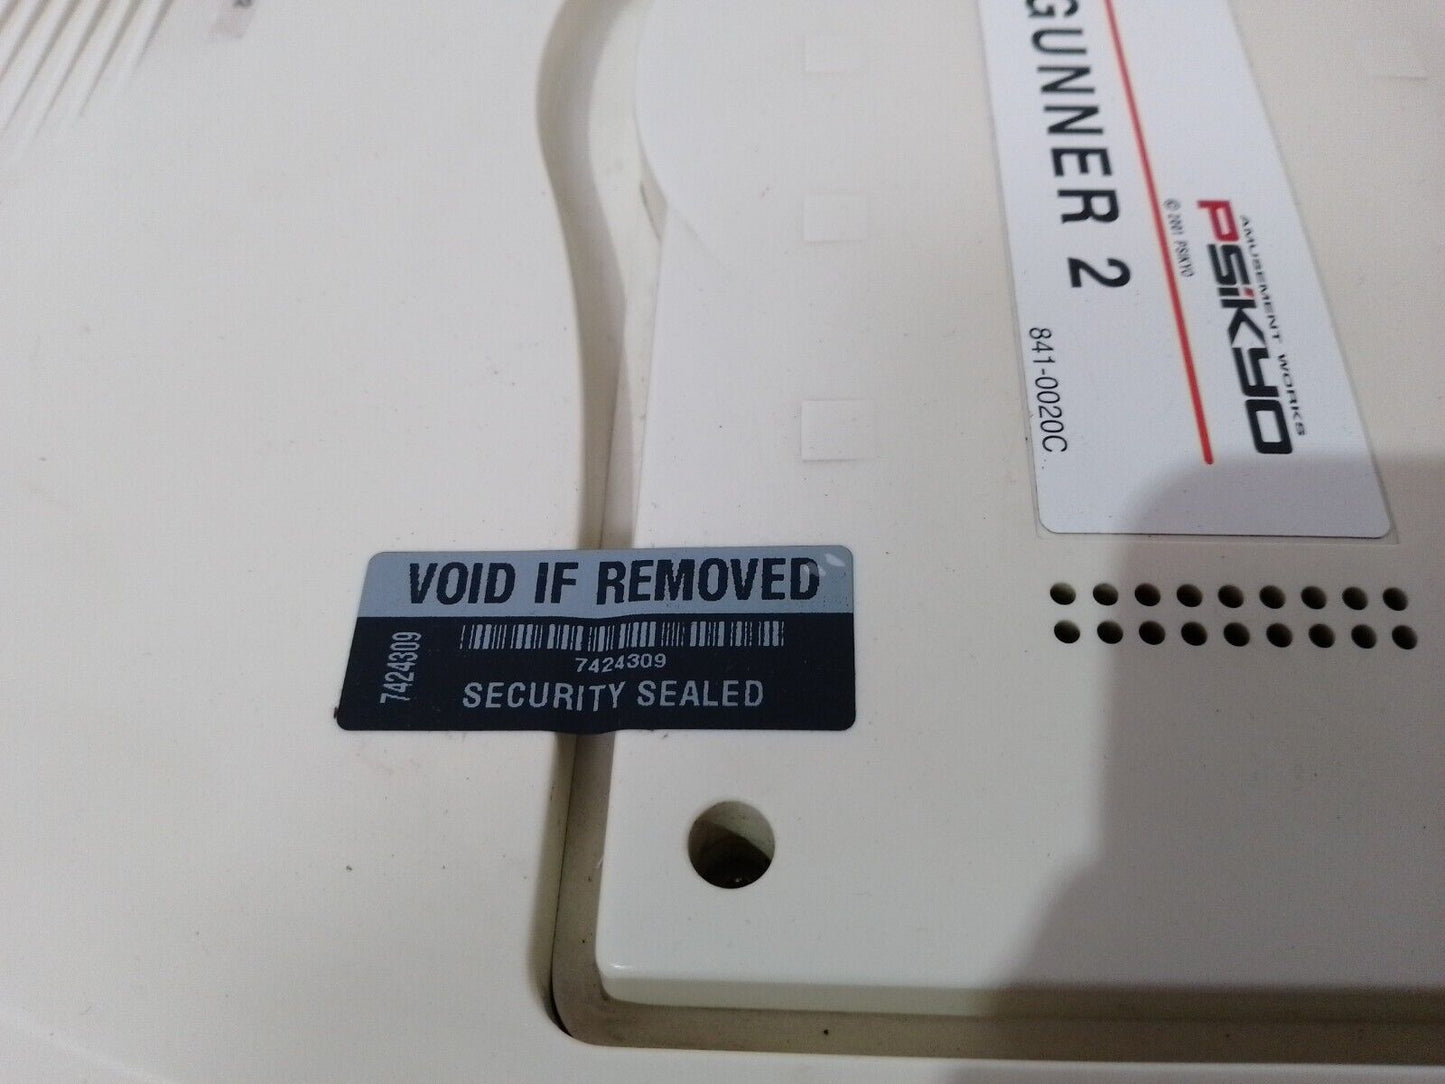 GUNNER 2
© 2001 PSIKYO
AMUSEMENT WORKS
PSiKYO
841-0020C
VOID IF REMOVED
7424309
7424309
SECURITY SEALED